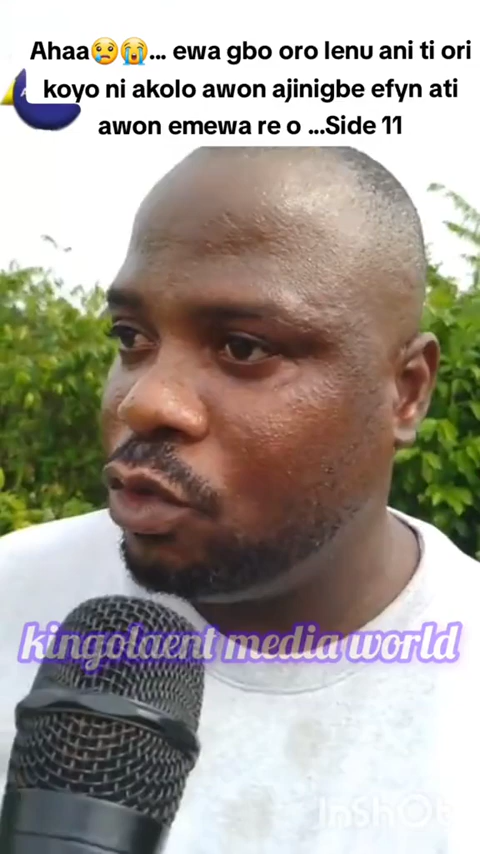 Ahaa😢😭... ewa gbo oro lenu ani ti ori
koyo ni akolo awon ajinigbe efyn ati
awon emewa re o ...Side 11
kingolaent media world
InShOt